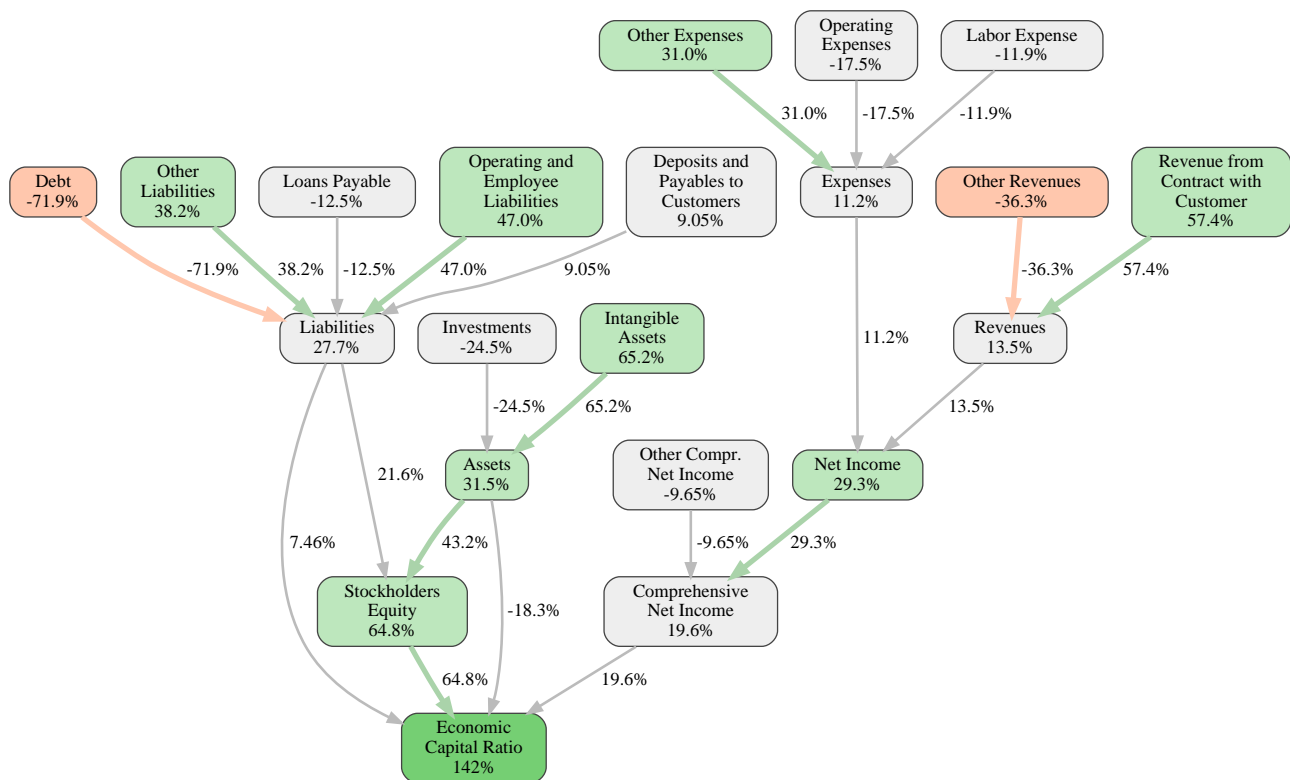 Other Expenses
31.0%
Operating
Expenses
-17.5%
Labor Expense
-11.9%
31.0%
-17.5%
-11.9%
Debt
-71.9%
Other
Liabilities
38.2%
Loans Payable
-12.5%
Operating and
Employee
Liabilities
47.0%
Deposits and
Payables to
Customers
9.05%
Expenses
11.2%
Other Revenues
-36.3%
Revenue from
Contract with
Customer
57.4%
-71.9%
38.2%
-12.5%
47.0%
9.05%
-36.3%
57.4%
Liabilities
27.7%
Investments
-24.5%
Intangible
Assets
65.2%
11.2%
Revenues
13.5%
-24.5%
65.2%
13.5%
Assets
31.5%
Other Compr.
Net Income
-9.65%
Net Income
29.3%
21.6%
7.46%
43.2%
-9.65%
29.3%
Stockholders
Equity
64.8%
-18.3%
Comprehensive
Net Income
19.6%
64.8%
19.6%
Economic
Capital Ratio
142%